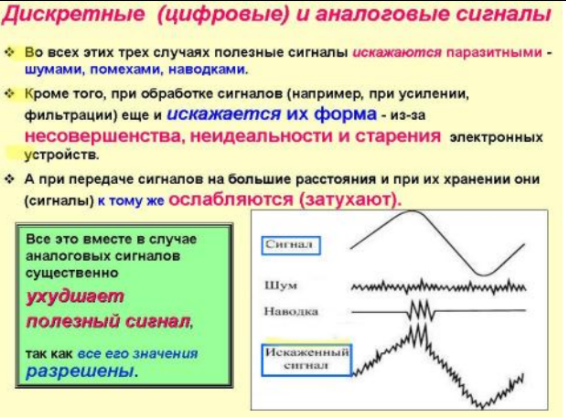 Дискретные (цифровые) и аналоговые сигналы
Во всех этих трех случаях полезные сигналы искажаются паразитными -
шумами, помехами, наводками.
Кроме того, при обработке сигналов (например, при усилении,
фильтрации) еще и искажается их форма - из-за
несовершенства, неидеальности и старения электронных
устройств.
А при передаче сигналов на большие расстояния и при их хранении они
(сигналы) к тому же ослабляются (затухают).
Все это вместе в случае
аналоговых сигналов
существенно
ухудшает
полезный сигнал,
так как все его значения
разрешены.
Сигнал
Шум
Наводка
Искаженный
сигнал